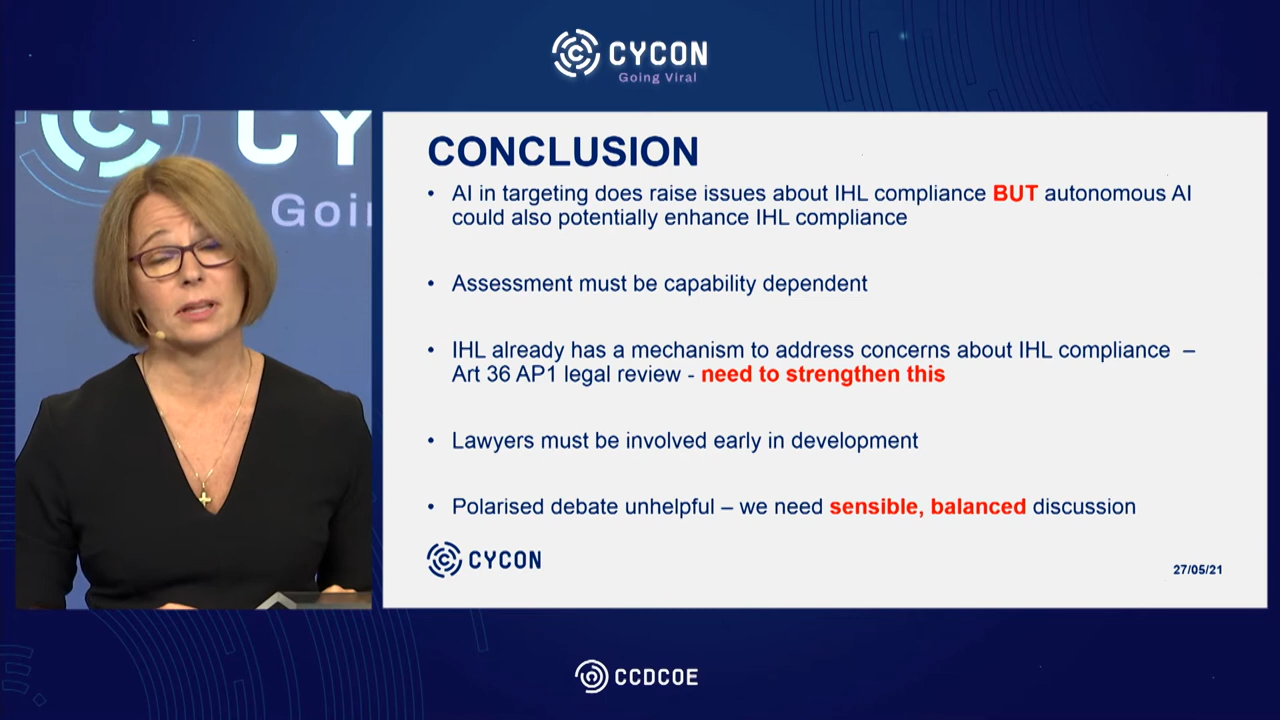 CYCON
Going Viral
CY
Goi
CONCLUSION
• AI in targeting does raise issues about IHL compliance BUT autonomous AI
could also potentially enhance IHL compliance
• Assessment must be capability dependent
• IHL already has a mechanism to address concerns about IHL compliance –
Art 36 AP1 legal review - need to strengthen this
• Lawyers must be involved early in development
• Polarised debate unhelpful – we need sensible, balanced discussion
CYCON
27/05/21
CCDCOE